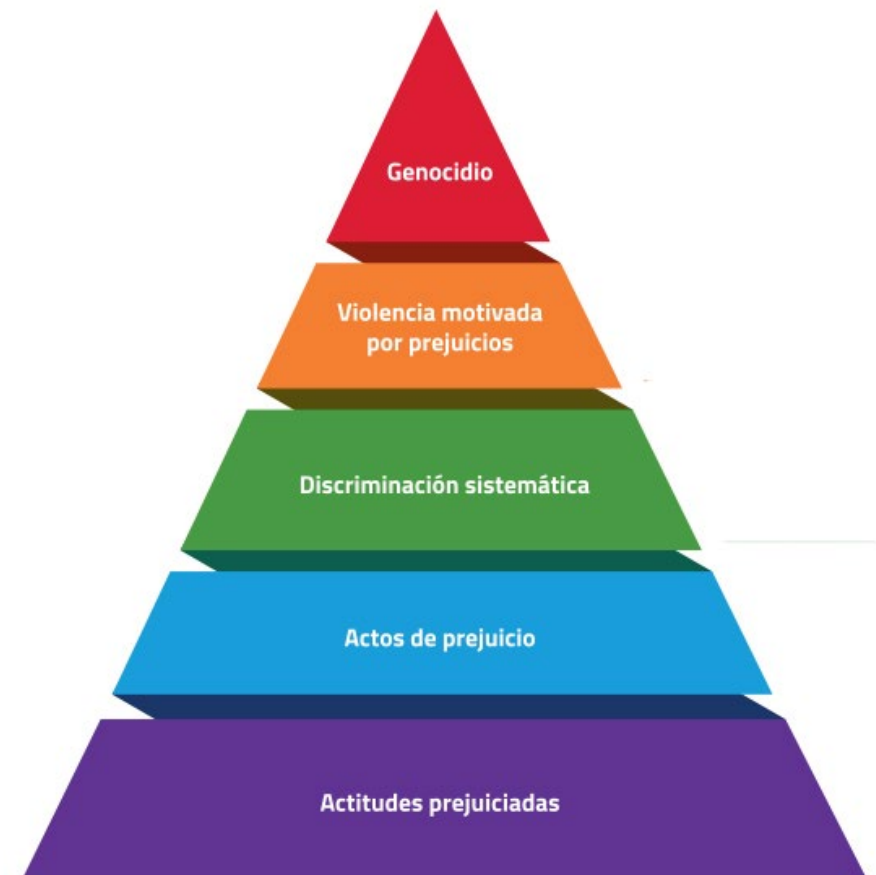 Genocidio
Violencia motivada
por prejuicios
Discriminación sistemática
Actos de prejuicio
Actitudes prejuiciadas